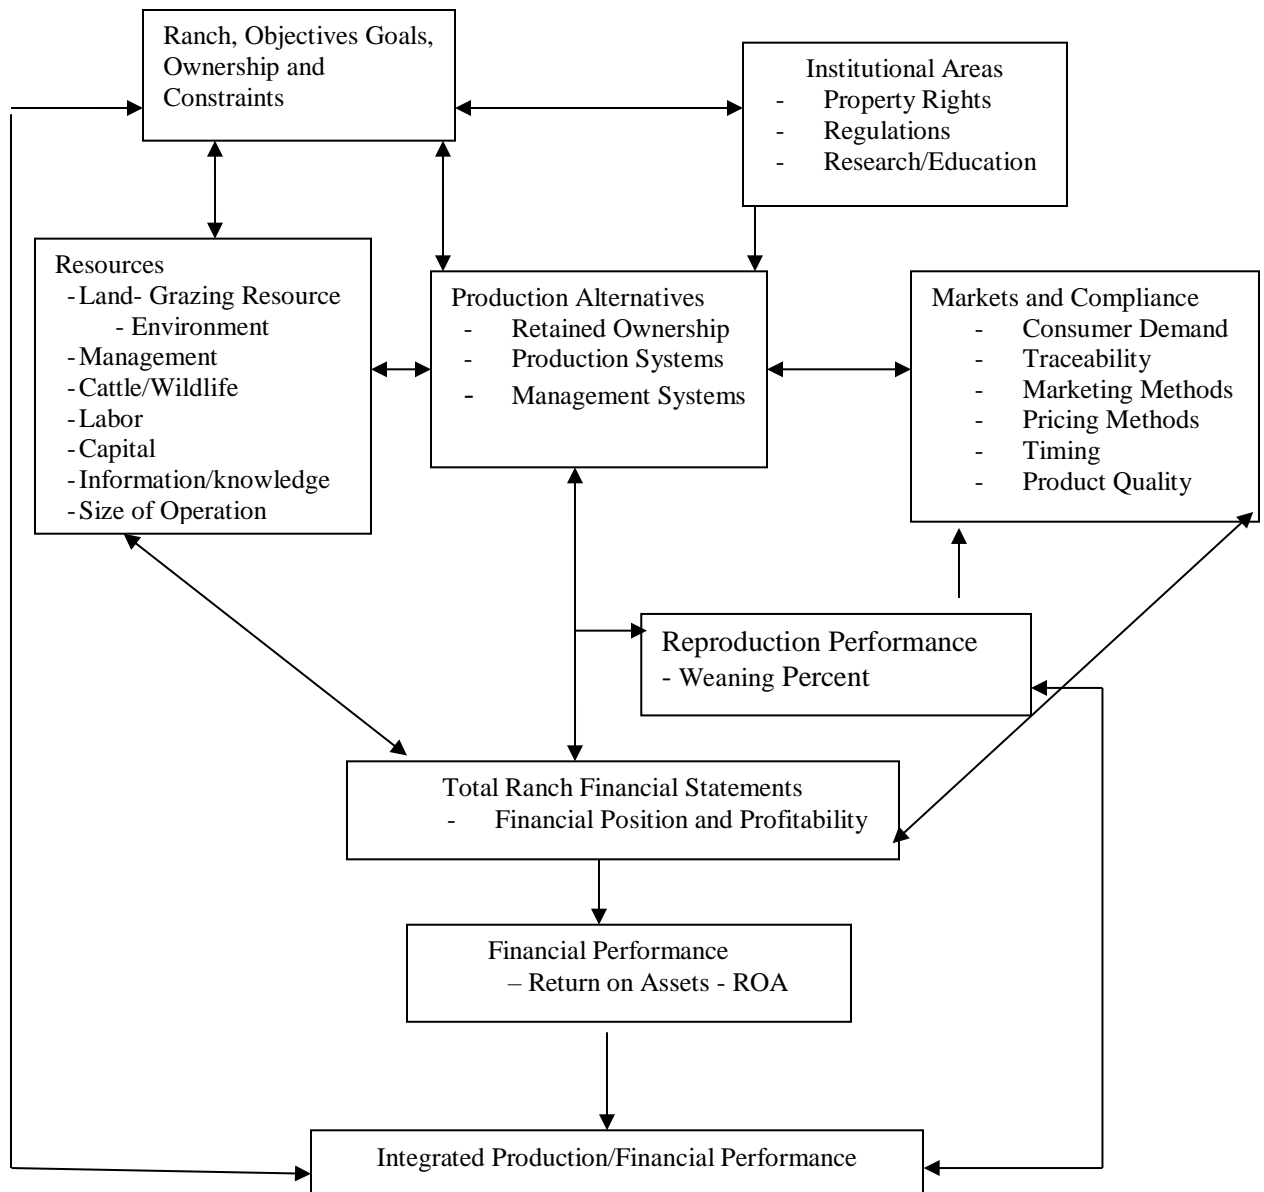 Ranch, Objectives Goals,
Ownership and
Constraints
Institutional Areas
- Property Rights
- Regulations
- Research/Education
Resources
-Land- Grazing Resource
- Environment
-Management
-Cattle/Wildlife
-Labor
-Capital
-Information/knowledge
-Size of Operation
Production Alternatives
- Retained Ownership
- Production Systems
- Management Systems
Markets and Compliance
- Consumer Demand
- Traceability
- Marketing Methods
- Pricing Methods
- Timing
- Product Quality
Reproduction Performance
- Weaning Percent
Total Ranch Financial Statements
- Financial Position and Profitability
Financial Performance
– Return on Assets - ROA
Integrated Production/Financial Performance